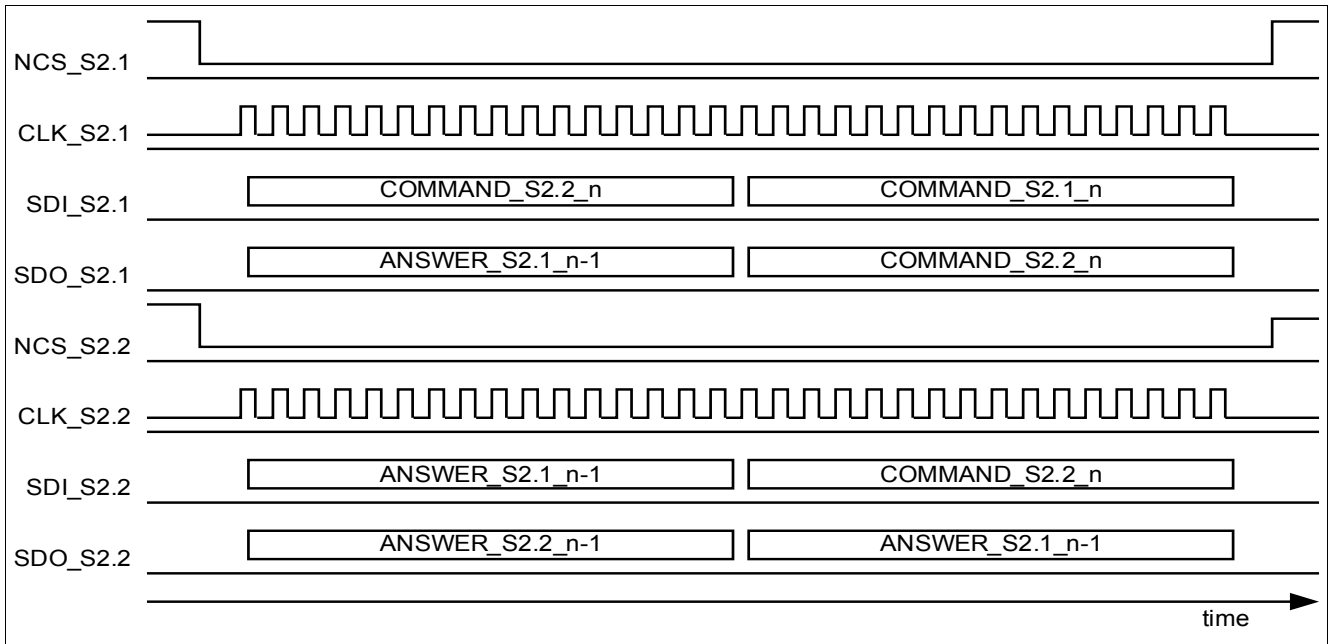 NCS_S2.1
CLK_S2.1
SDI_S2.1 COMMAND_S2.2_n COMMAND_S2.1_n
SDO_S2.1 ANSWER_S2.1_n-1 COMMAND_S2.2_n
NCS_S2.2
CLK_S2.2
SDI_S2.2 ANSWER_S2.1_n-1 COMMAND_S2.2_n
SDO_S2.2 ANSWER_S2.2_n-1 ANSWER_S2.1_n-1
time